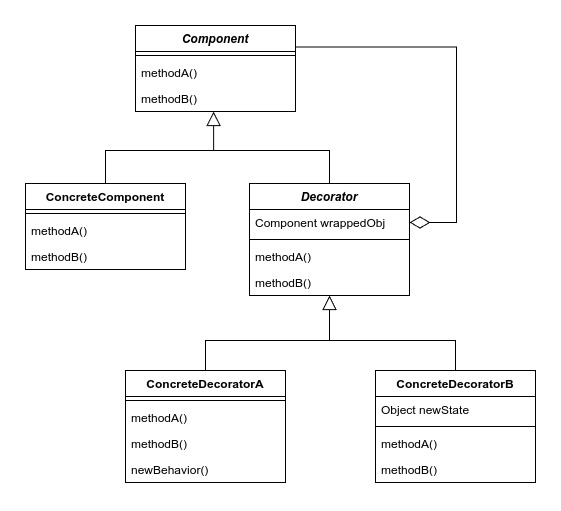 Component
methodA()
methodB()
ConcreteComponent
methodA()
methodB()
Decorator
Component wrappedObj
methodA()
methodB()
ConcreteDecoratorA
methodA()
methodB()
newBehavior()
ConcreteDecoratorB
Object newState
methodA()
methodB()